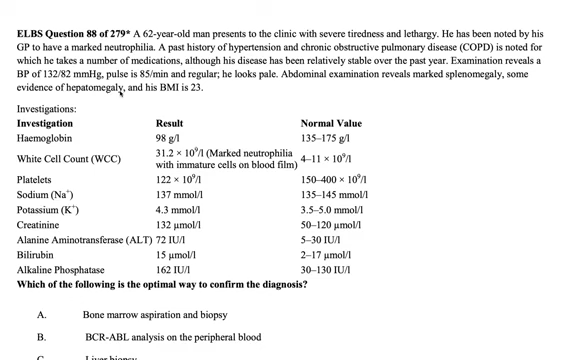 ELBS Question 88 of 279* A 62-year-old man presents to the clinic with severe tiredness and lethargy. He has been noted by his
GP to have a marked neutrophilia. A past history of hypertension and chronic obstructive pulmonary disease (COPD) is noted for
which he takes a number of medications, although his disease has been relatively stable over the past year. Examination reveals a
BP of 132/82 mmHg, pulse is 85/min and regular; he looks pale. Abdominal examination reveals marked splenomegaly, some
evidence of hepatomegaly, and his BMI is 23.
Investigations:
Investigation Result Normal Value
Haemoglobin 98 g/l 135–175 g/l
White Cell Count (WCC) 31.2 × 10⁹/l (Marked neutrophilia with immature cells on blood film) 4–11 × 10⁹/l
Platelets 122 × 10⁹/l 150–400 × 10⁹/l
Sodium (Na⁺) 137 mmol/l 135–145 mmol/l
Potassium (K⁺) 4.3 mmol/l 3.5–5.0 mmol/l
Creatinine 132 µmol/l 50–120 µmol/l
Alanine Aminotransferase (ALT) 72 IU/l 5–30 IU/l
Bilirubin 15 µmol/l 2–17 µmol/l
Alkaline Phosphatase 162 IU/l 30–130 IU/l
Which of the following is the optimal way to confirm the diagnosis?
A. Bone marrow aspiration and biopsy
B. BCR-ABL analysis on the peripheral blood
C. Liver biopsy